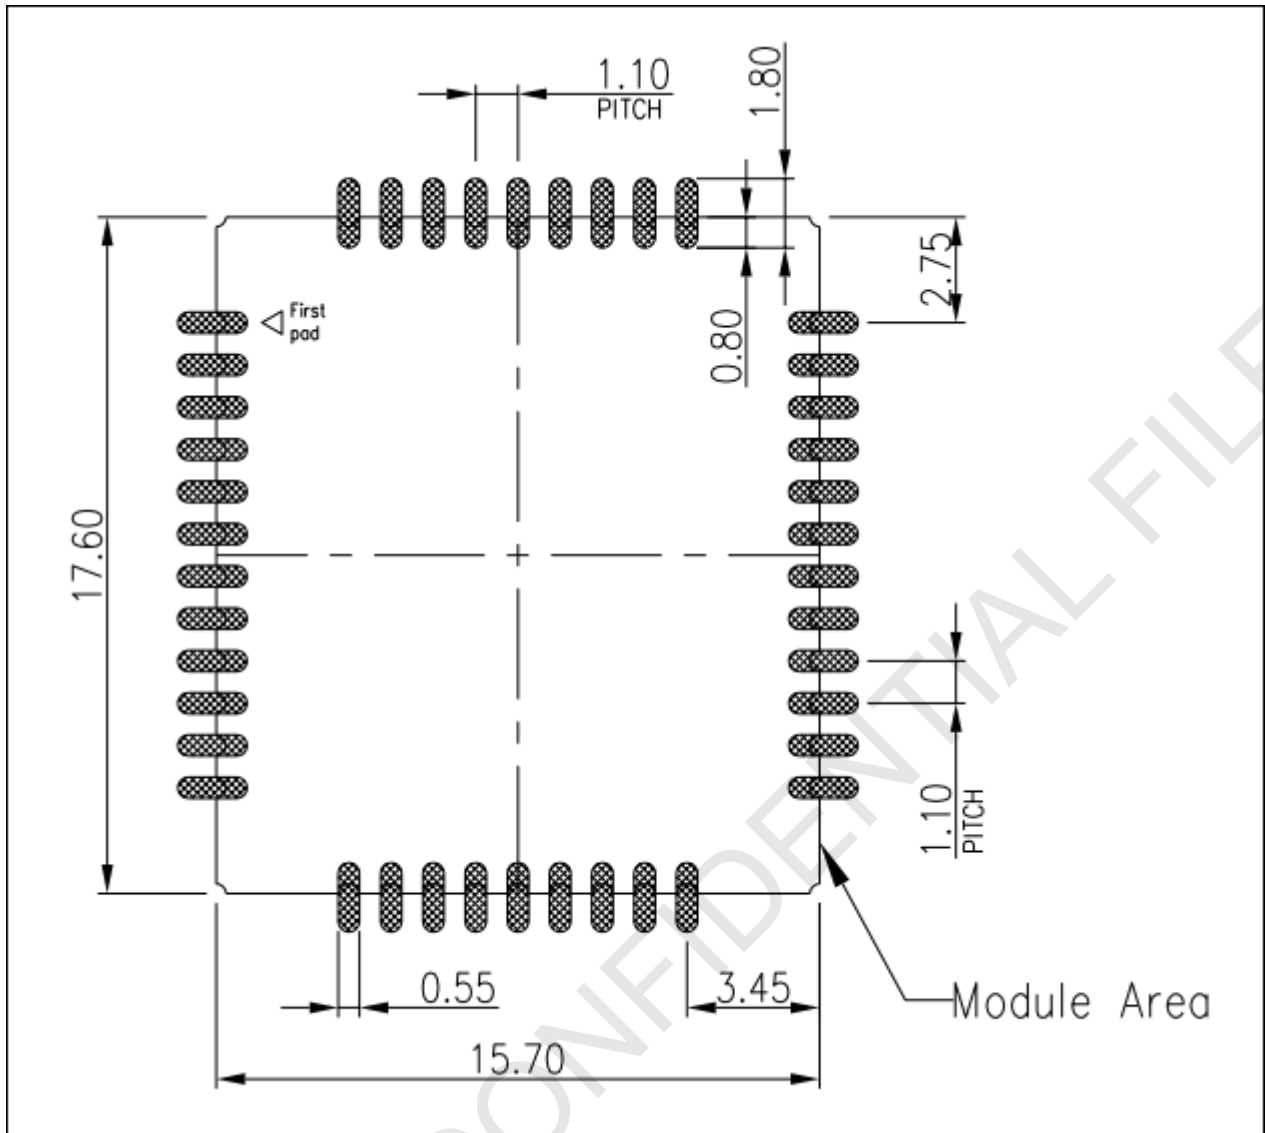 1.10
PITCH
1.80
2.75
0.80
First
pad
17.60
1.10
PITCH
0.55
3.45
Module Area
15.70
CONFIDENTIAL FILE